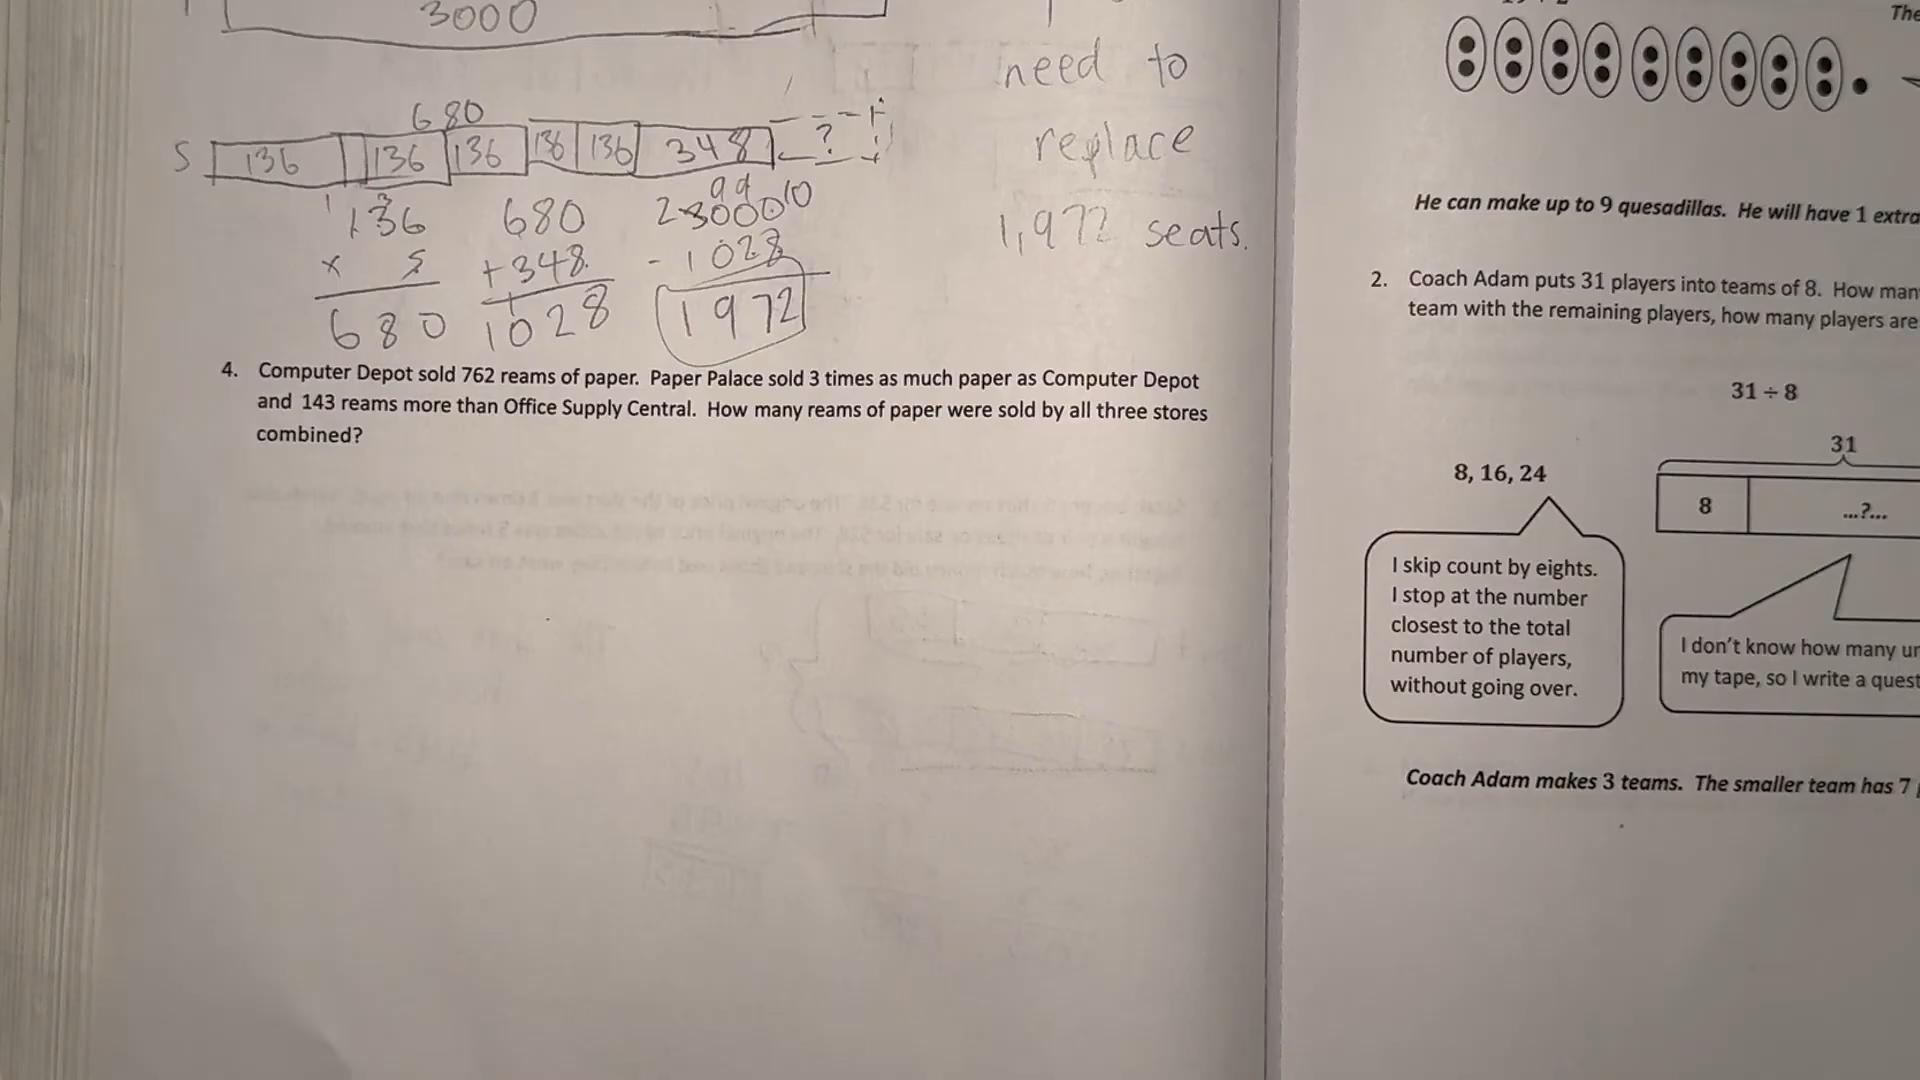 3000
680
S 136 136 136 136 136 348 ?
136
x 5
680
680
+348
1028
3000
- 1028
1972
need to
replace
1,972 seats.
4. Computer Depot sold 762 reams of paper. Paper Palace sold 3 times as much paper as Computer Depot
and 143 reams more than Office Supply Central. How many reams of paper were sold by all three stores
combined?
The
He can make up to 9 quesadillas. He will have 1 extra
2. Coach Adam puts 31 players into teams of 8. How man
team with the remaining players, how many players are
31 ÷ 8
31
8, 16, 24
8 ...?...
I skip count by eights.
I stop at the number
closest to the total
number of players,
without going over.
I don't know how many un
my tape, so I write a quest
Coach Adam makes 3 teams. The smaller team has 7